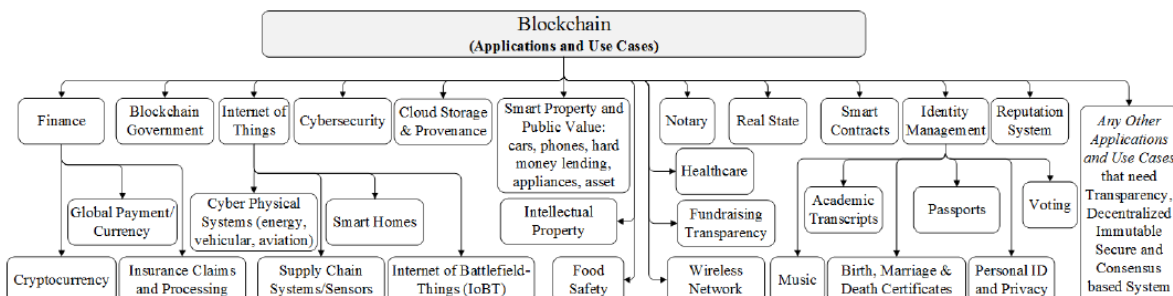 Blockchain
(Applications and Use Cases)
Finance
Blockchain
Government
Internet of
Things
Cybersecurity
Cloud Storage
& Provenance
Smart Property and
Public Value:
cars, phones, hard
money lending,
appliances, asset
Notary
Real State
Smart
Contracts
Identity
Management
Reputation
System
Any Other
Applications
and Use Cases
that need
Transparency,
Decentralized
Immutable
Secure and
Consensus
based System
Healthcare
Global Payment/
Currency
Cyber Physical
Systems (energy,
vehicular, aviation)
Smart Homes
Intellectual
Property
Fundraising
Transparency
Academic
Transcripts
Passports
Voting
Cryptocurrency
Insurance Claims
and Processing
Supply Chain
Systems/Sensors
Internet of Battlefield-
Things (IoBT)
Food
Safety
Wireless
Network
Music
Birth, Marriage &
Death Certificates
Personal ID
and Privacy